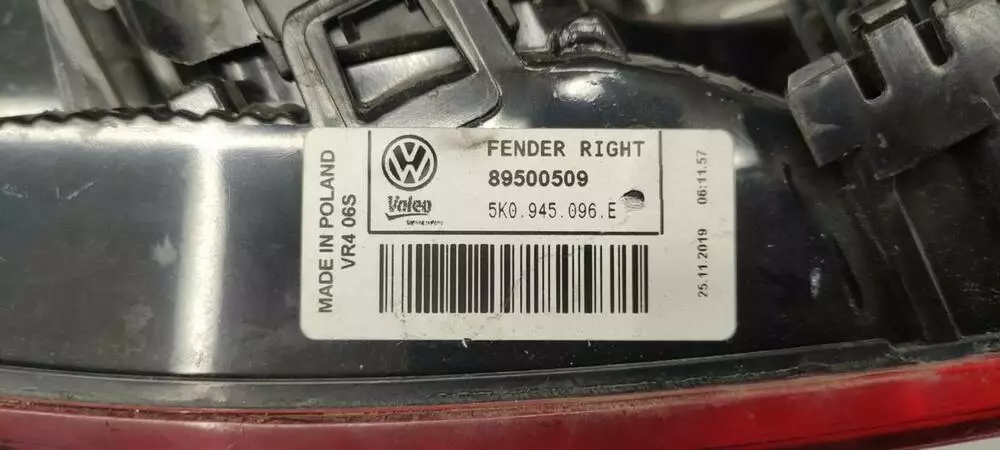 MADE IN POLAND
VR4 06S
FENDER RIGHT
89500509
Valeo
5K0.945.096.E
25.11.2019 06:11.57